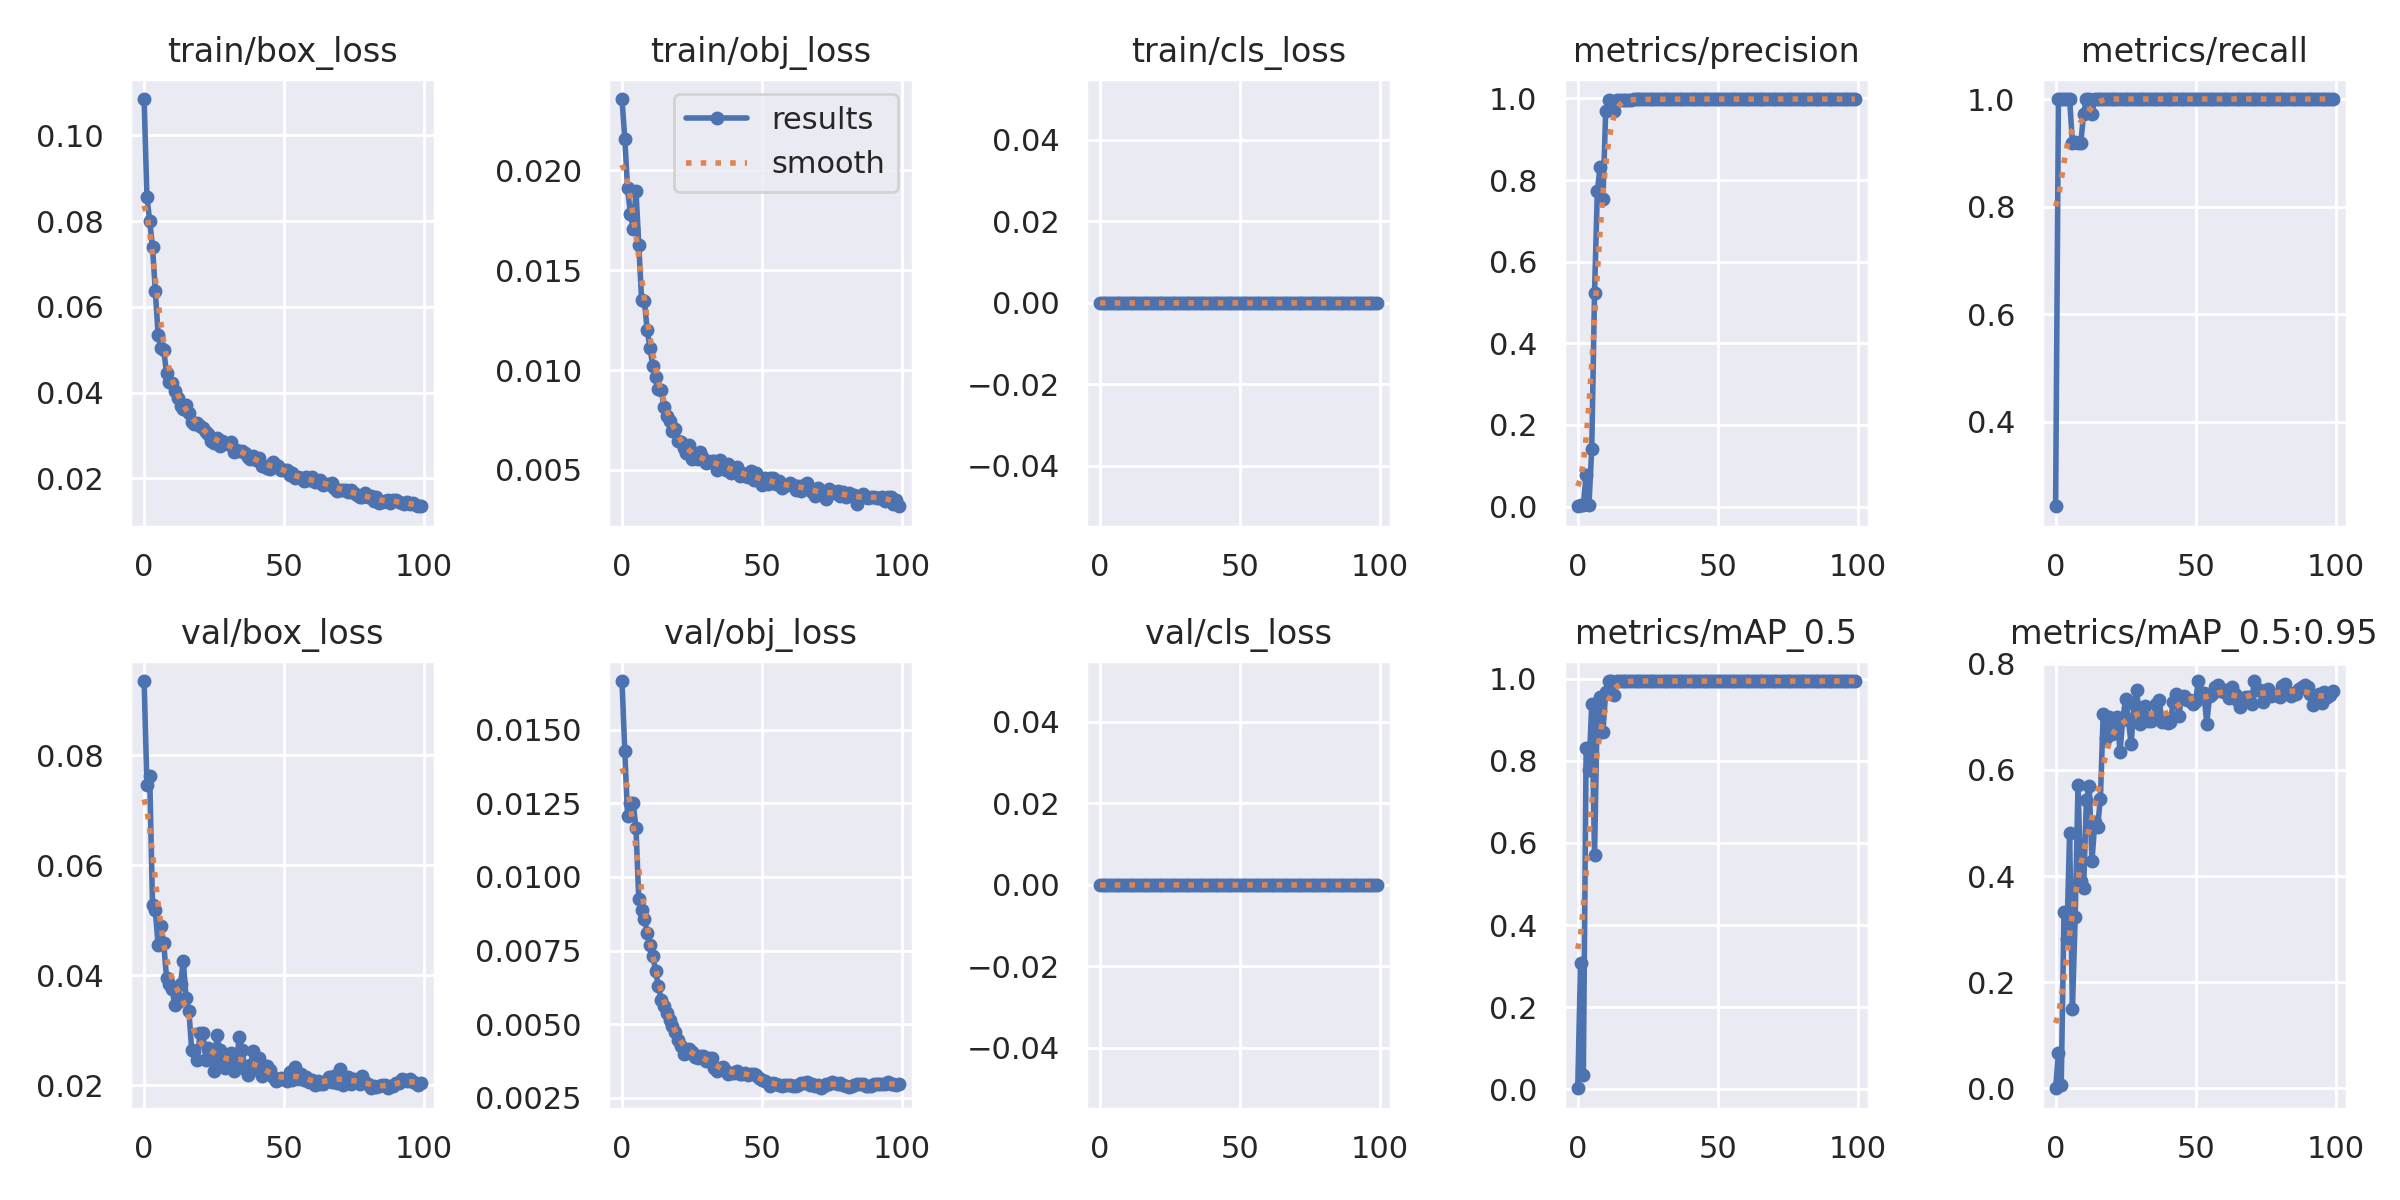 train/box_loss
0.10
0.08
0.06
0.04
0.02
0 50 100
train/obj_loss
results
smooth
0.020
0.015
0.010
0.005
0 50 100
train/cls_loss
0.04
0.02
0.00
−0.02
−0.04
0 50 100
metrics/precision
1.0
0.8
0.6
0.4
0.2
0.0
0 50 100
metrics/recall
1.0
0.8
0.6
0.4
0 50 100
val/box_loss
0.08
0.06
0.04
0.02
0 50 100
val/obj_loss
0.0150
0.0125
0.0100
0.0075
0.0050
0.0025
0 50 100
val/cls_loss
0.04
0.02
0.00
−0.02
−0.04
0 50 100
metrics/mAP_0.5
1.0
0.8
0.6
0.4
0.2
0.0
0 50 100
metrics/mAP_0.5:0.95
0.8
0.6
0.4
0.2
0.0
0 50 100